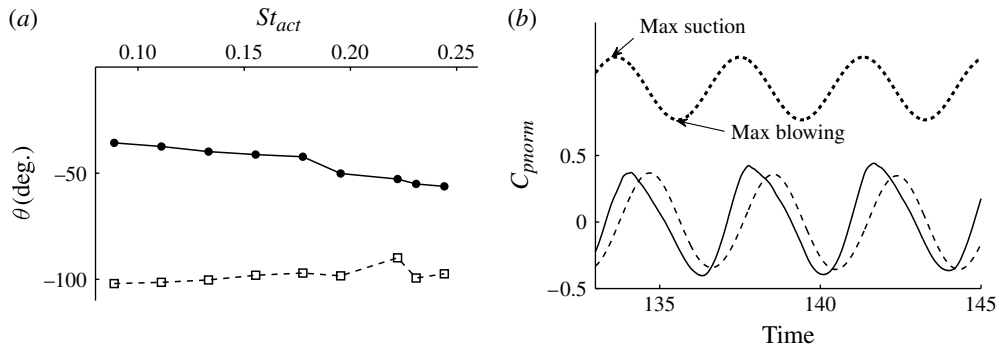 (a)
St_act
0.10 0.15 0.20 0.25
−50
−100
θ (deg.)
(b)
Max suction
Max blowing
C_pnorm
0.5
0
−0.5
135 140 145
Time